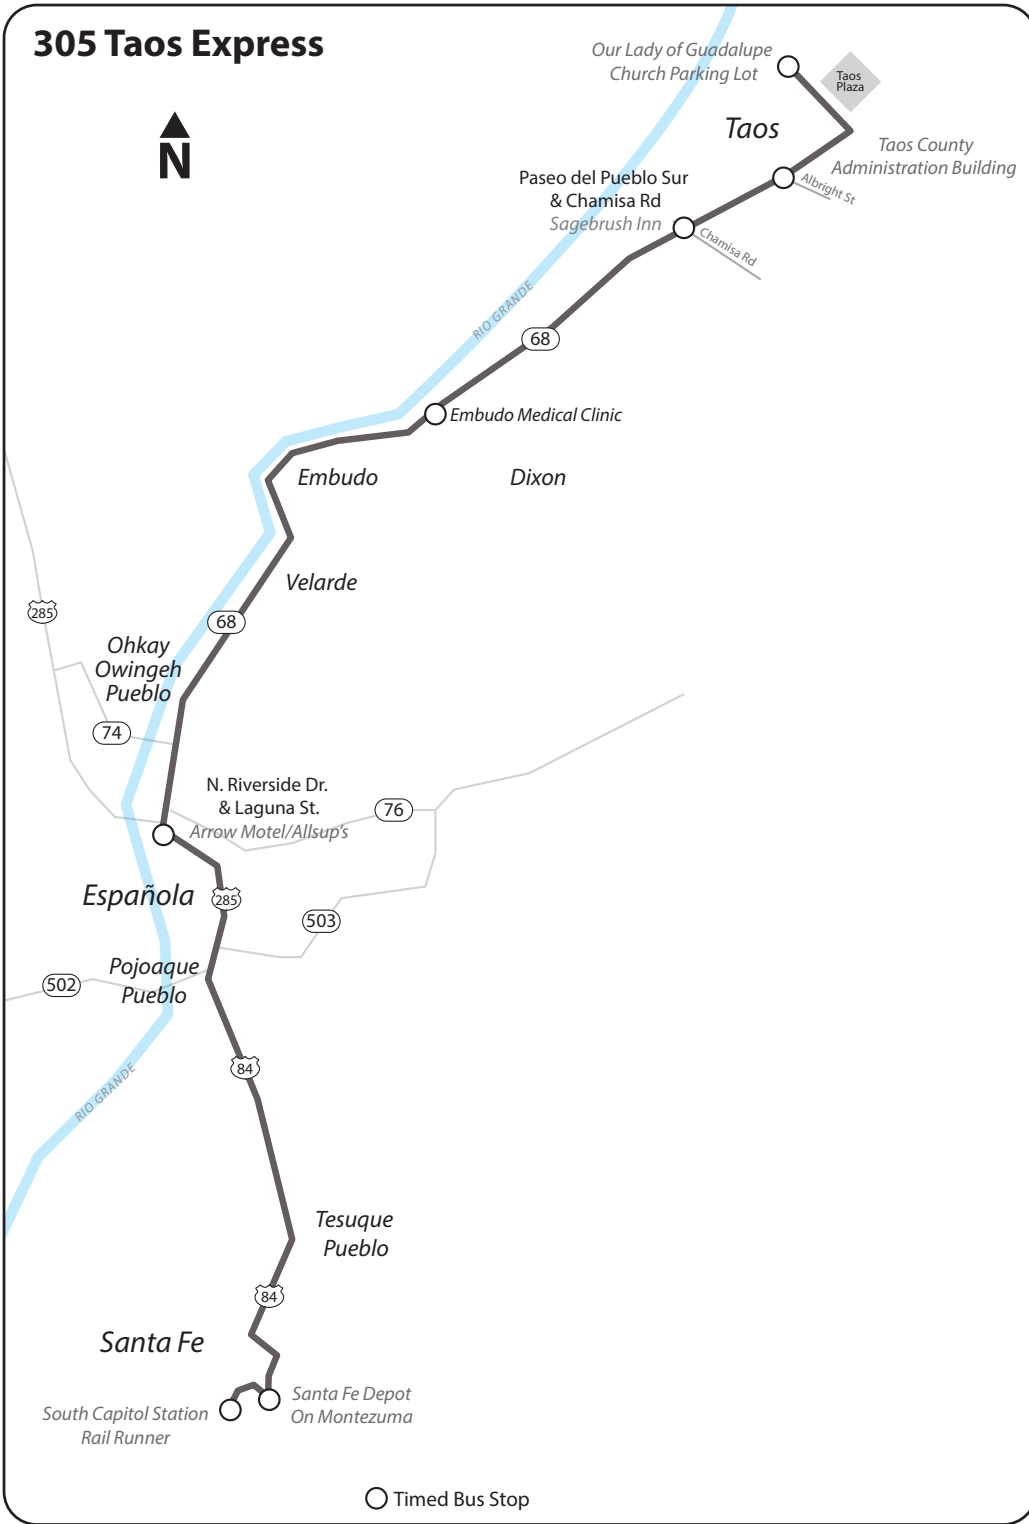 305 Taos Express
Our Lady of Guadalupe
Church Parking Lot
Taos
Plaza
N
Taos
Taos County
Administration Building
Paseo del Pueblo Sur
& Chamisa Rd
Sagebrush Inn
Albright St
Chamisa Rd
RIO GRANDE
68
Embudo Medical Clinic
Embudo
Dixon
Velarde
285
68
Ohkay
Owingeh
Pueblo
74
N. Riverside Dr.
& Laguna St.
Arrow Motel/Allsup's
76
Española
285
503
Pojoaque
Pueblo
502
84
RIO GRANDE
Tesuque
Pueblo
84
Santa Fe
Santa Fe Depot
On Montezuma
South Capitol Station
Rail Runner
Timed Bus Stop